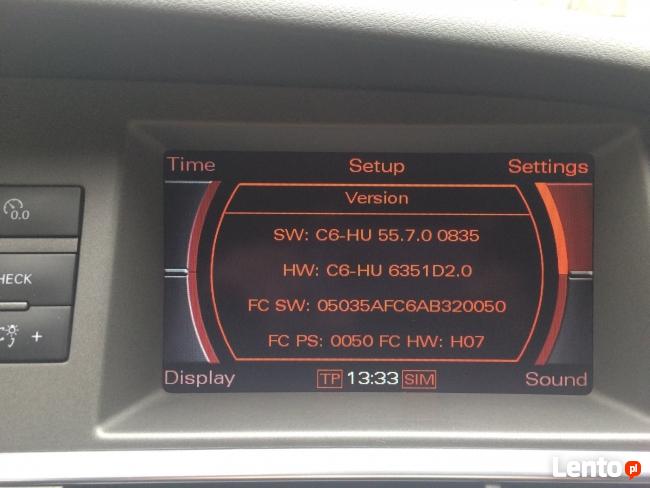 Time Setup Settings
Version
0.0
SW: C6-HU 55.7.0 0835
HW: C6-HU 6351D2.0
CHECK
FC SW: 05035AFC6AB320050
+
FC PS: 0050 FC HW: H07
Display TP 13:33 SIM Sound
Lento.pl